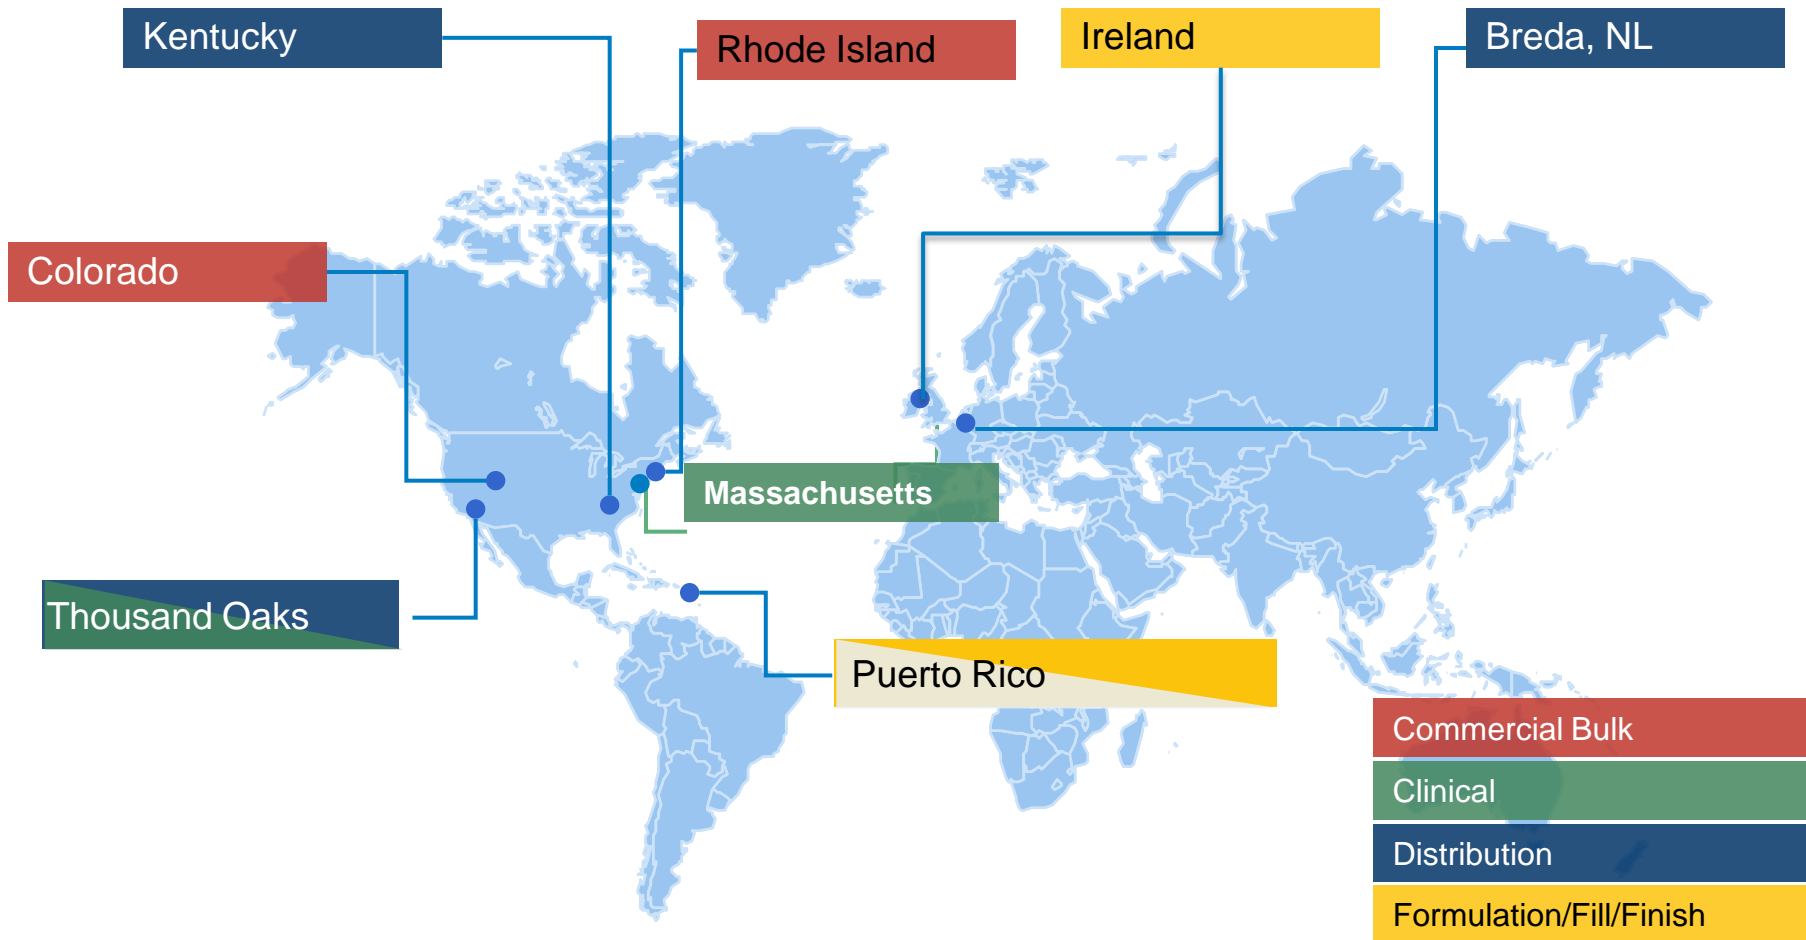 Kentucky
Rhode Island
Ireland
Breda, NL
Colorado
Massachusetts
Thousand Oaks
Puerto Rico
Commercial Bulk
Clinical
Distribution
Formulation/Fill/Finish